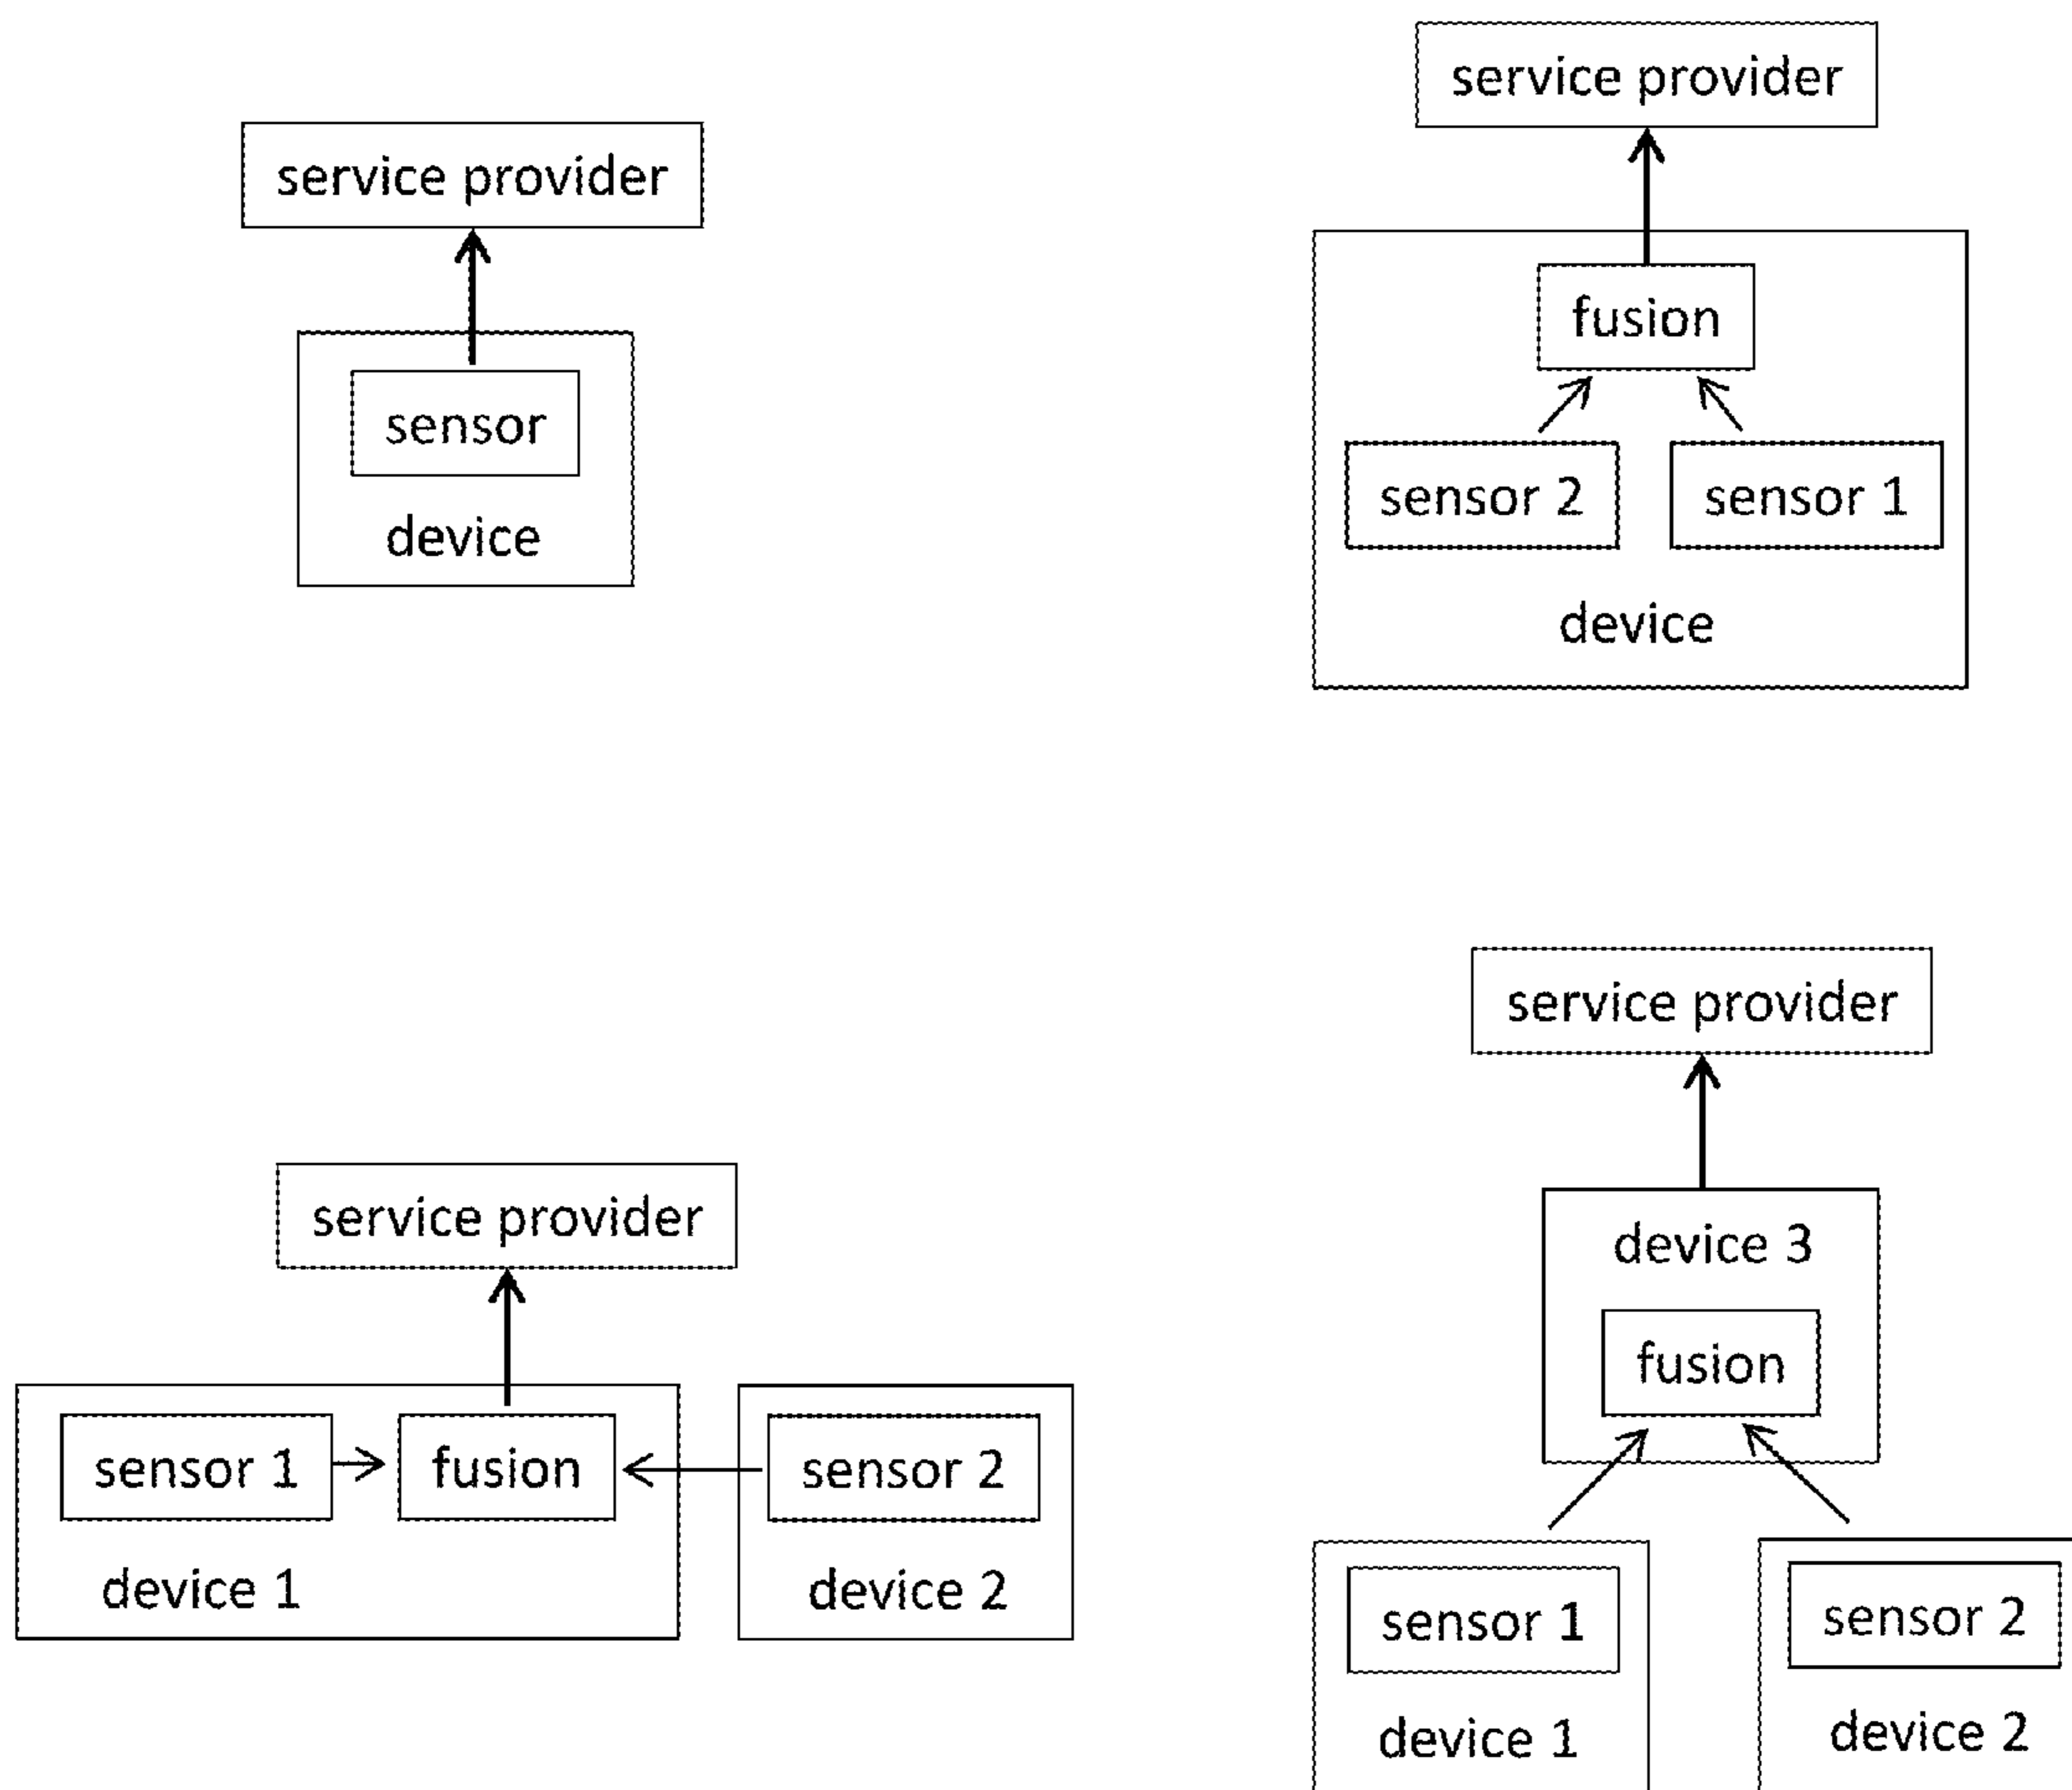 service provider
sensor
device
service provider
fusion
sensor 2
sensor 1
device
service provider
sensor 1
fusion
sensor 2
device 1
device 2
service provider
device 3
fusion
sensor 1
sensor 2
device 1
device 2